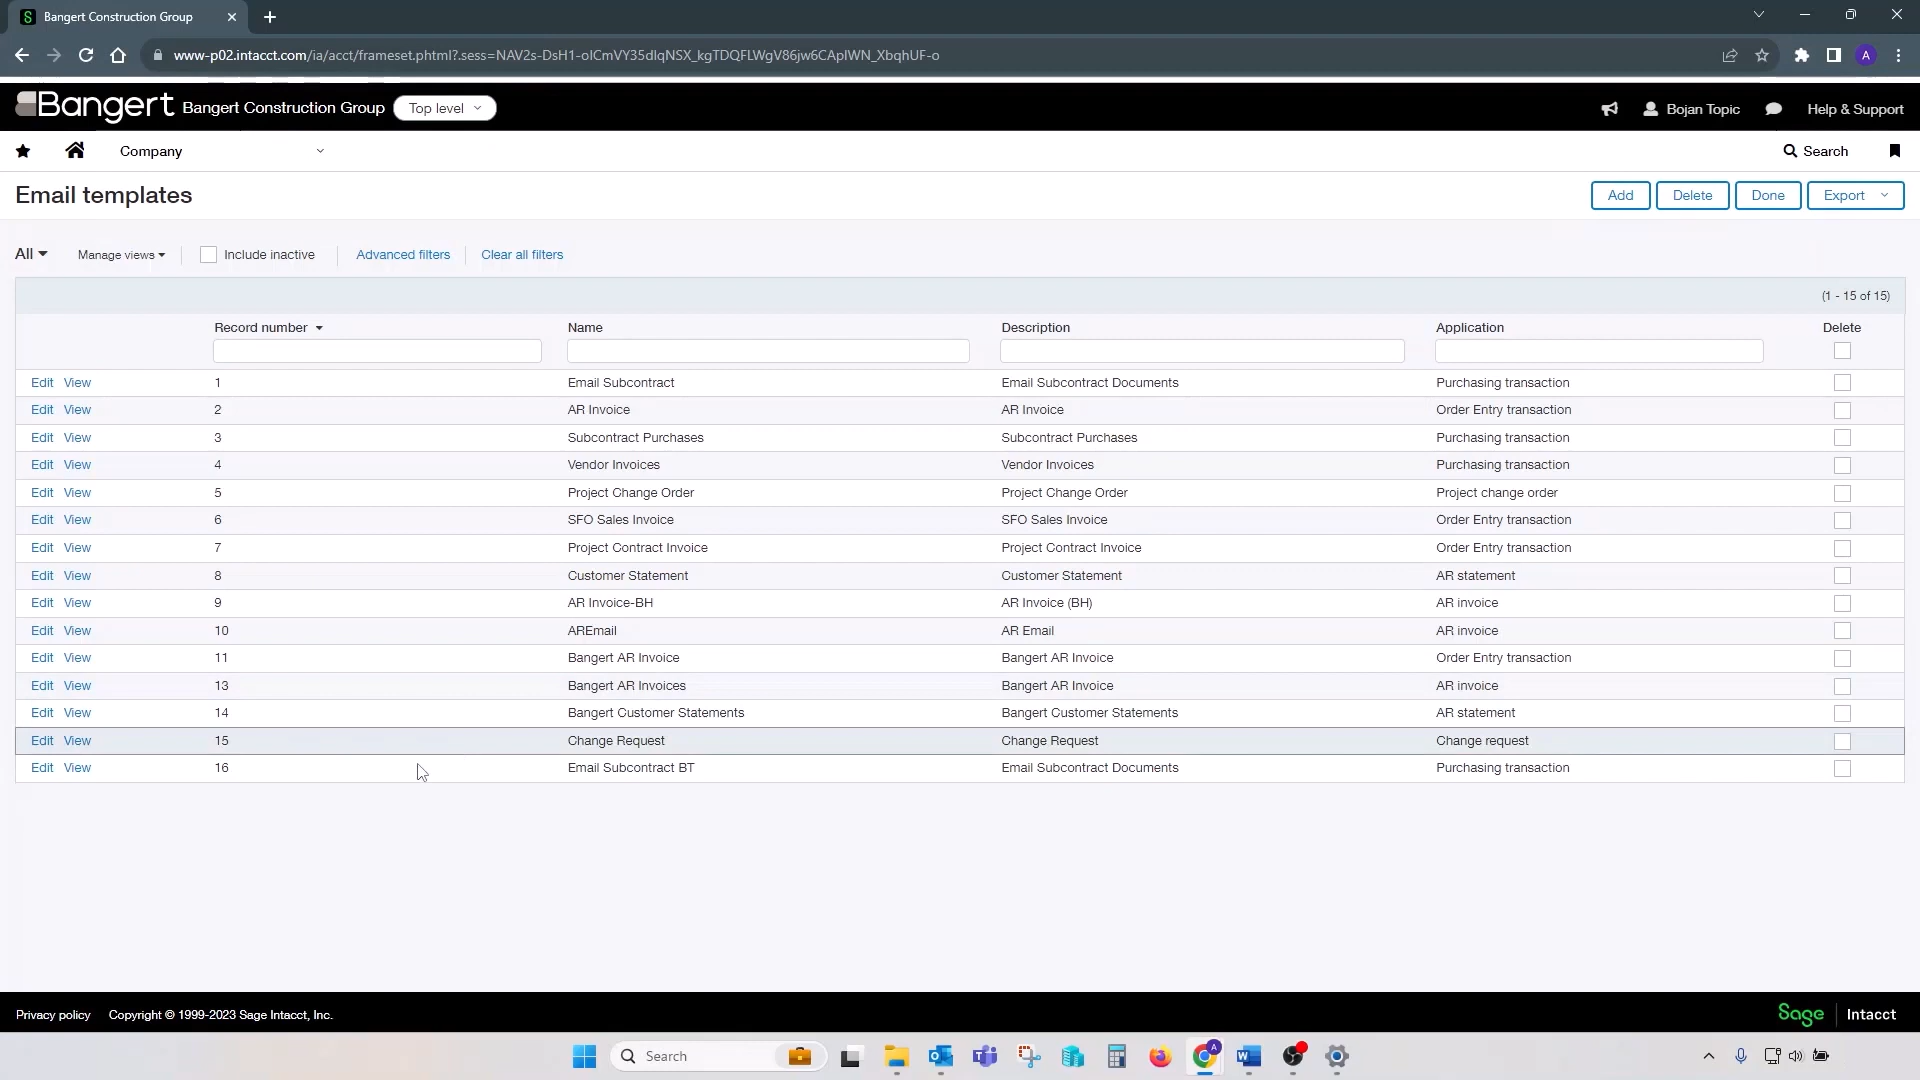 Bangert Construction Group
www-p02.intacct.com/ia/acct/frameset.phtml?.sess=NAV2s-DsH1-oICmVY35dlqNSX_kgTDQFLWgV86jw6CApIWN_XbqhUF-o
A
Bangert Bangert Construction Group Top level Bojan Topic Help & Support
Company Search
Email templates Add Delete Done Export
All Manage views Include inactive Advanced filters Clear all filters
(1 - 15 of 15)
Record number Name Description Application Delete
Edit View 1 Email Subcontract Email Subcontract Documents Purchasing transaction
Edit View 2 AR Invoice AR Invoice Order Entry transaction
Edit View 3 Subcontract Purchases Subcontract Purchases Purchasing transaction
Edit View 4 Vendor Invoices Vendor Invoices Purchasing transaction
Edit View 5 Project Change Order Project Change Order Project change order
Edit View 6 SFO Sales Invoice SFO Sales Invoice Order Entry transaction
Edit View 7 Project Contract Invoice Project Contract Invoice Order Entry transaction
Edit View 8 Customer Statement Customer Statement AR statement
Edit View 9 AR Invoice-BH AR Invoice (BH) AR invoice
Edit View 10 AREmail AR Email AR invoice
Edit View 11 Bangert AR Invoice Bangert AR Invoice Order Entry transaction
Edit View 13 Bangert AR Invoices Bangert AR Invoice AR invoice
Edit View 14 Bangert Customer Statements Bangert Customer Statements AR statement
Edit View 15 Change Request Change Request Change request
Edit View 16 Email Subcontract BT Email Subcontract Documents Purchasing transaction
Privacy policy Copyright © 1999-2023 Sage Intacct, Inc. Sage Intacct
Search